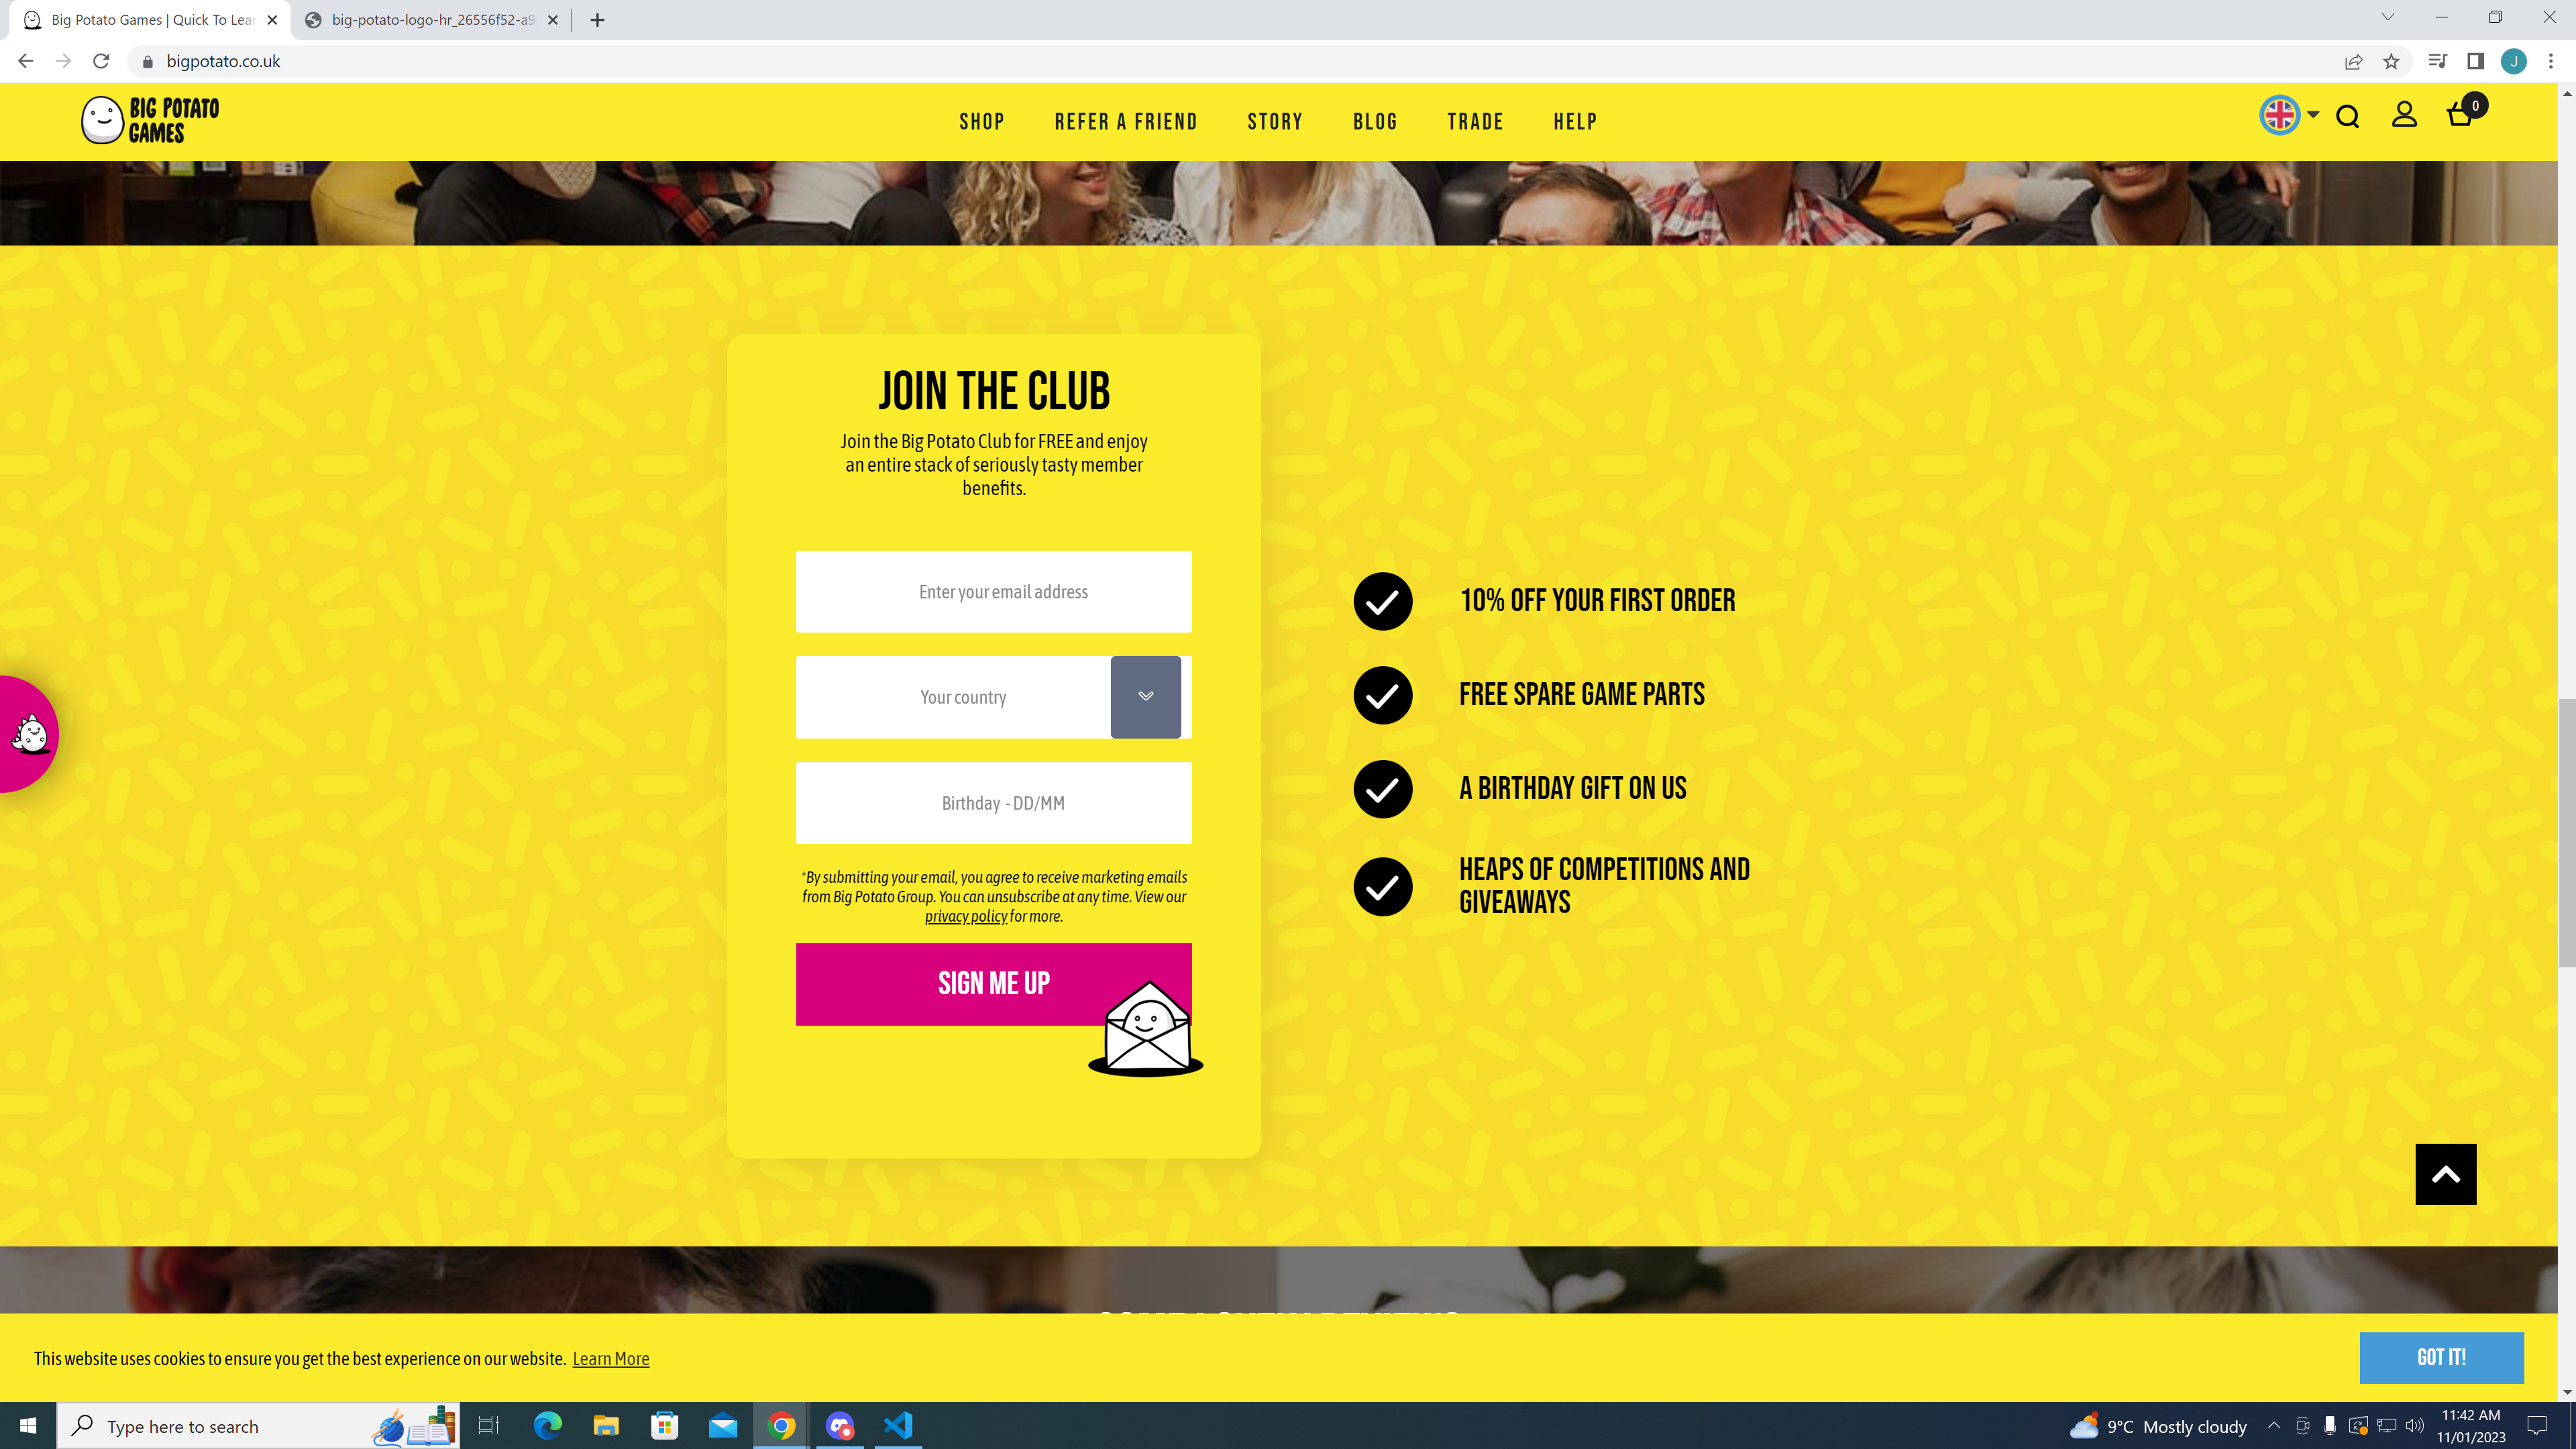 Big Potato Games | Quick To Lear
big-potato-logo-hr_26556f52-a9
bigpotato.co.uk
J
BIG POTATO
GAMES
SHOP REFER A FRIEND STORY BLOG TRADE HELP
0
JOIN THE CLUB
Join the Big Potato Club for FREE and enjoy
an entire stack of seriously tasty member
benefits.
Enter your email address
Your country
Birthday - DD/MM
*By submitting your email, you agree to receive marketing emails
from Big Potato Group. You can unsubscribe at any time. View our
privacy policy for more.
SIGN ME UP
10% OFF YOUR FIRST ORDER
FREE SPARE GAME PARTS
A BIRTHDAY GIFT ON US
HEAPS OF COMPETITIONS AND
GIVEAWAYS
This website uses cookies to ensure you get the best experience on our website. Learn More
GOT IT!
Type here to search
9°C Mostly cloudy
11:42 AM
11/01/2023